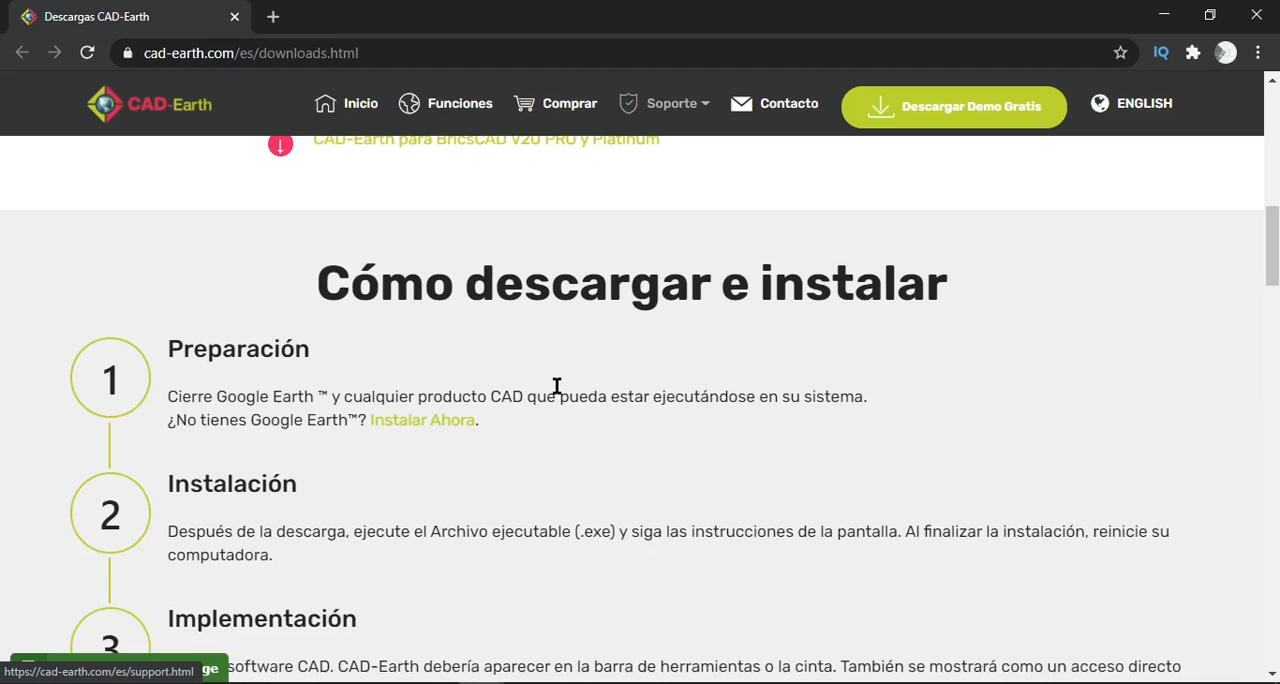 Descargas CAD-Earth
cad-earth.com/es/downloads.html
IQ
CAD-Earth
Inicio
Funciones
Comprar
Soporte
Contacto
Descargar Demo Gratis
ENGLISH
CAD-Earth para BricsCAD V20 PRO y Platinum
Cómo descargar e instalar
1
Preparación
Cierre Google Earth ™ y cualquier producto CAD que pueda estar ejecutándose en su sistema.
¿No tienes Google Earth™? Instalar Ahora.
2
Instalación
Después de la descarga, ejecute el Archivo ejecutable (.exe) y siga las instrucciones de la pantalla. Al finalizar la instalación, reinicie su
computadora.
3
Implementación
software CAD. CAD-Earth debería aparecer en la barra de herramientas o la cinta. También se mostrará como un acceso directo
https://cad-earth.com/es/support.html